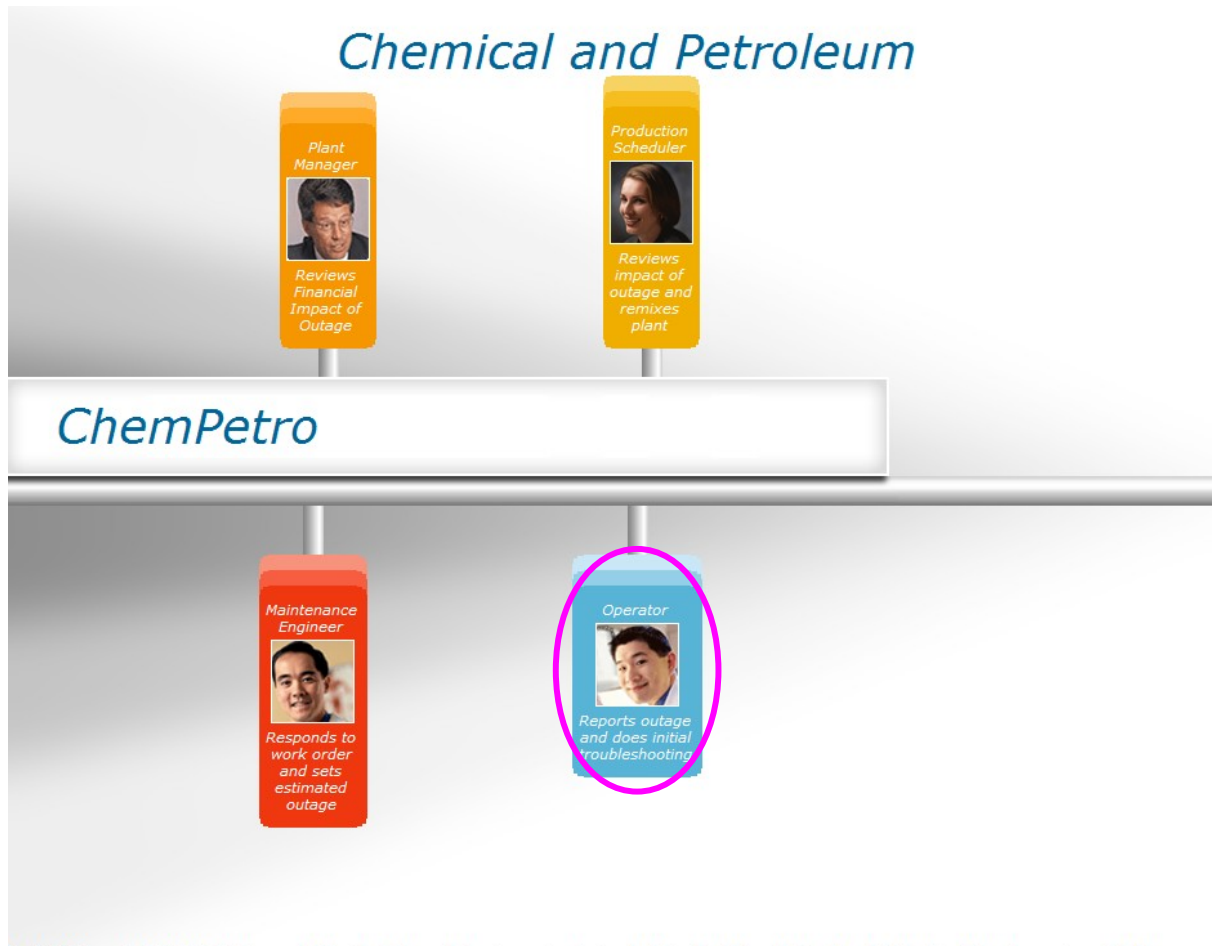 Chemical and Petroleum
Plant
Manager
Reviews
Financial
Impact of
Outage
Production
Scheduler
Reviews
impact of
outage and
remixes
plant
ChemPetro
Maintenance
Engineer
Responds to
work order
and sets
estimated
outage
Operator
Reports outage
and does initial
troubleshooting